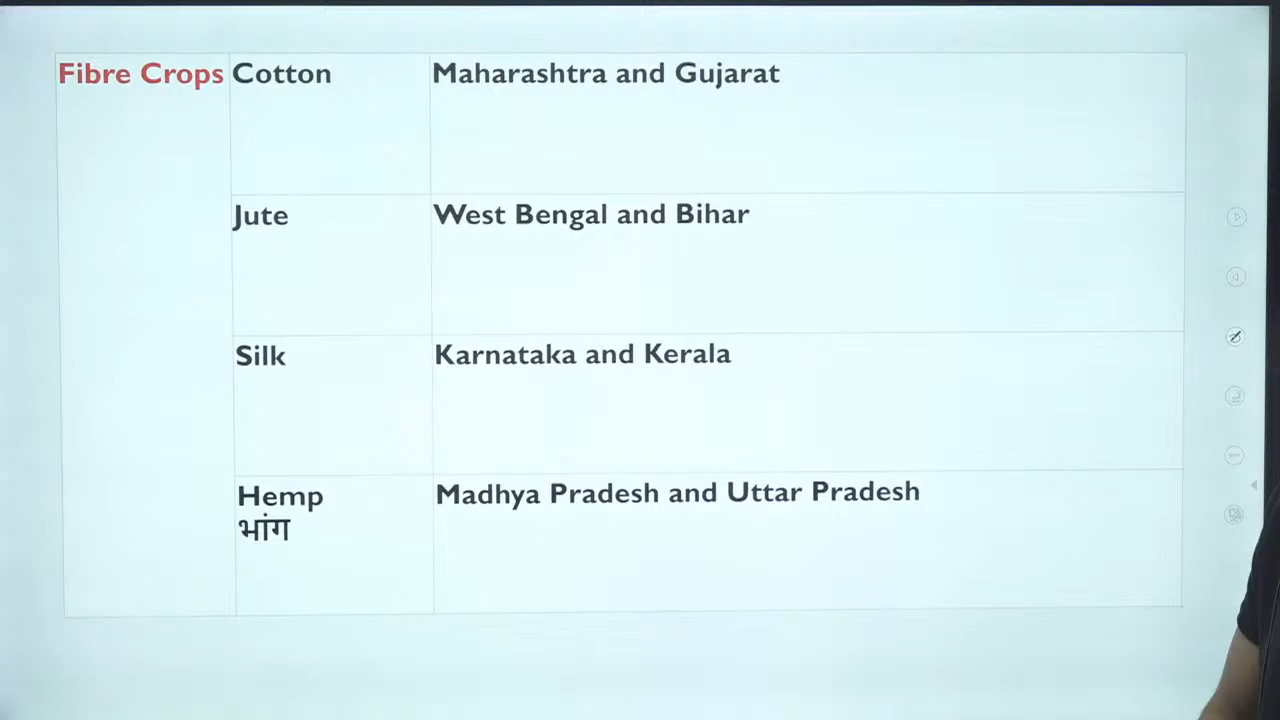 Fibre Crops Cotton Maharashtra and Gujarat
Jute West Bengal and Bihar
Silk Karnataka and Kerala
Hemp Madhya Pradesh and Uttar Pradesh
भांग